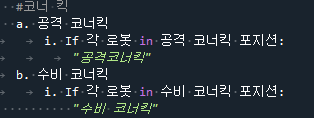 #코너 킥
a. 공격 코너킥
i. If 각 로봇 in 공격 코너킥 포지션:
"공격코너킥"
b. 수비 코너킥
i. If 각 로봇 in 수비 코너킥 포지션:
"수비 코너킥"